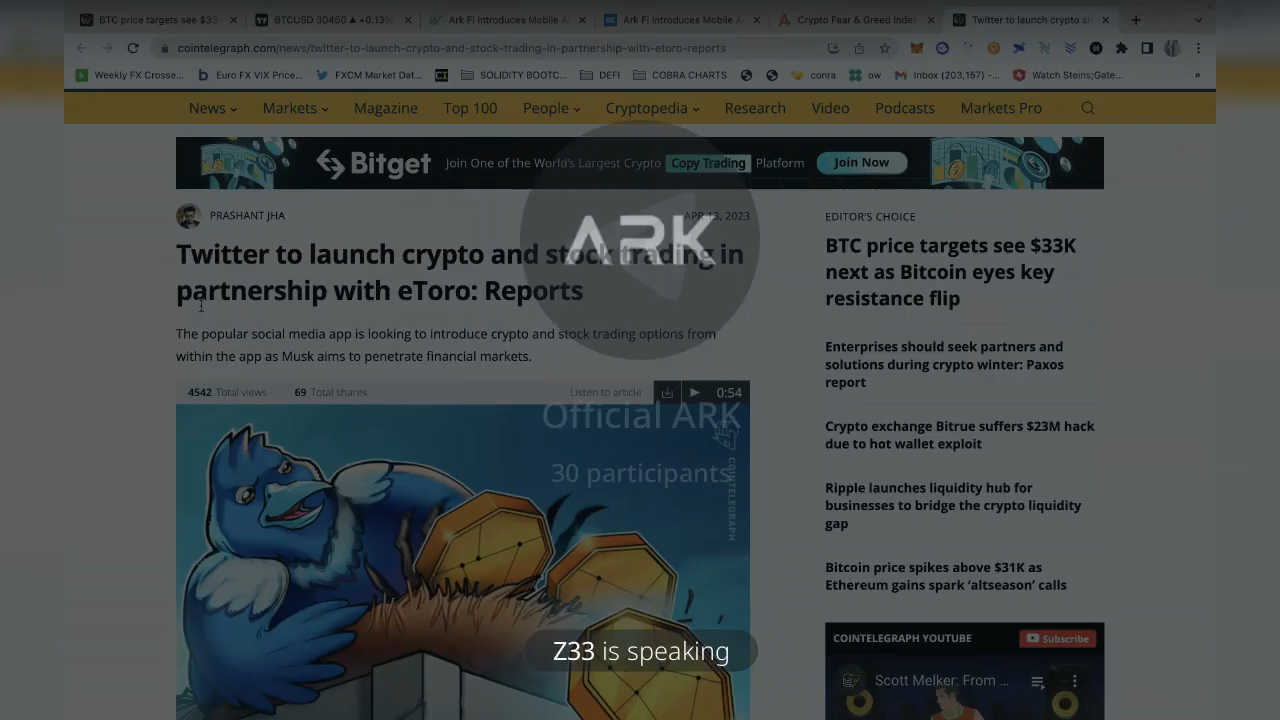 BTC price targets see $33
BTCUSD 30450 ▲ +0.13%
Ark Fi Introduces Mobile A
Ark Fi Introduces Mobile A
Crypto Fear & Greed Index
Twitter to launch crypto an
cointelegraph.com/news/twitter-to-launch-crypto-and-stock-trading-in-partnership-with-etoro-reports
Weekly FX Crosse...
Euro FX VIX Price...
FXCM Market Dat...
SOLIDITY BOOTC...
DEFI
COBRA CHARTS
conra
ow
Inbox (203,157) –...
Watch Steins;Gate...
»
News
Markets
Magazine
Top 100
People
Cryptopedia
Research
Video
Podcasts
Markets Pro
Bitget
Join One of the World's Largest Crypto Copy Trading Platform
Join Now
PRASHANT JHA
APR 13, 2023
Twitter to launch crypto and stock trading in
partnership with eToro: Reports
The popular social media app is looking to introduce crypto and stock trading options from
within the app as Musk aims to penetrate financial markets.
4542 Total views
69 Total shares
Listen to article
0:54
COINTELEGRAPH
ARK
Official ARK
30 participants
Z33 is speaking
EDITOR'S CHOICE
BTC price targets see $33K
next as Bitcoin eyes key
resistance flip
Enterprises should seek partners and
solutions during crypto winter: Paxos
report
Crypto exchange Bitrue suffers $23M hack
due to hot wallet exploit
Ripple launches liquidity hub for
businesses to bridge the crypto liquidity
gap
Bitcoin price spikes above $31K as
Ethereum gains spark 'altseason' calls
COINTELEGRAPH YOUTUBE
Subscribe
Scott Melker: From ...